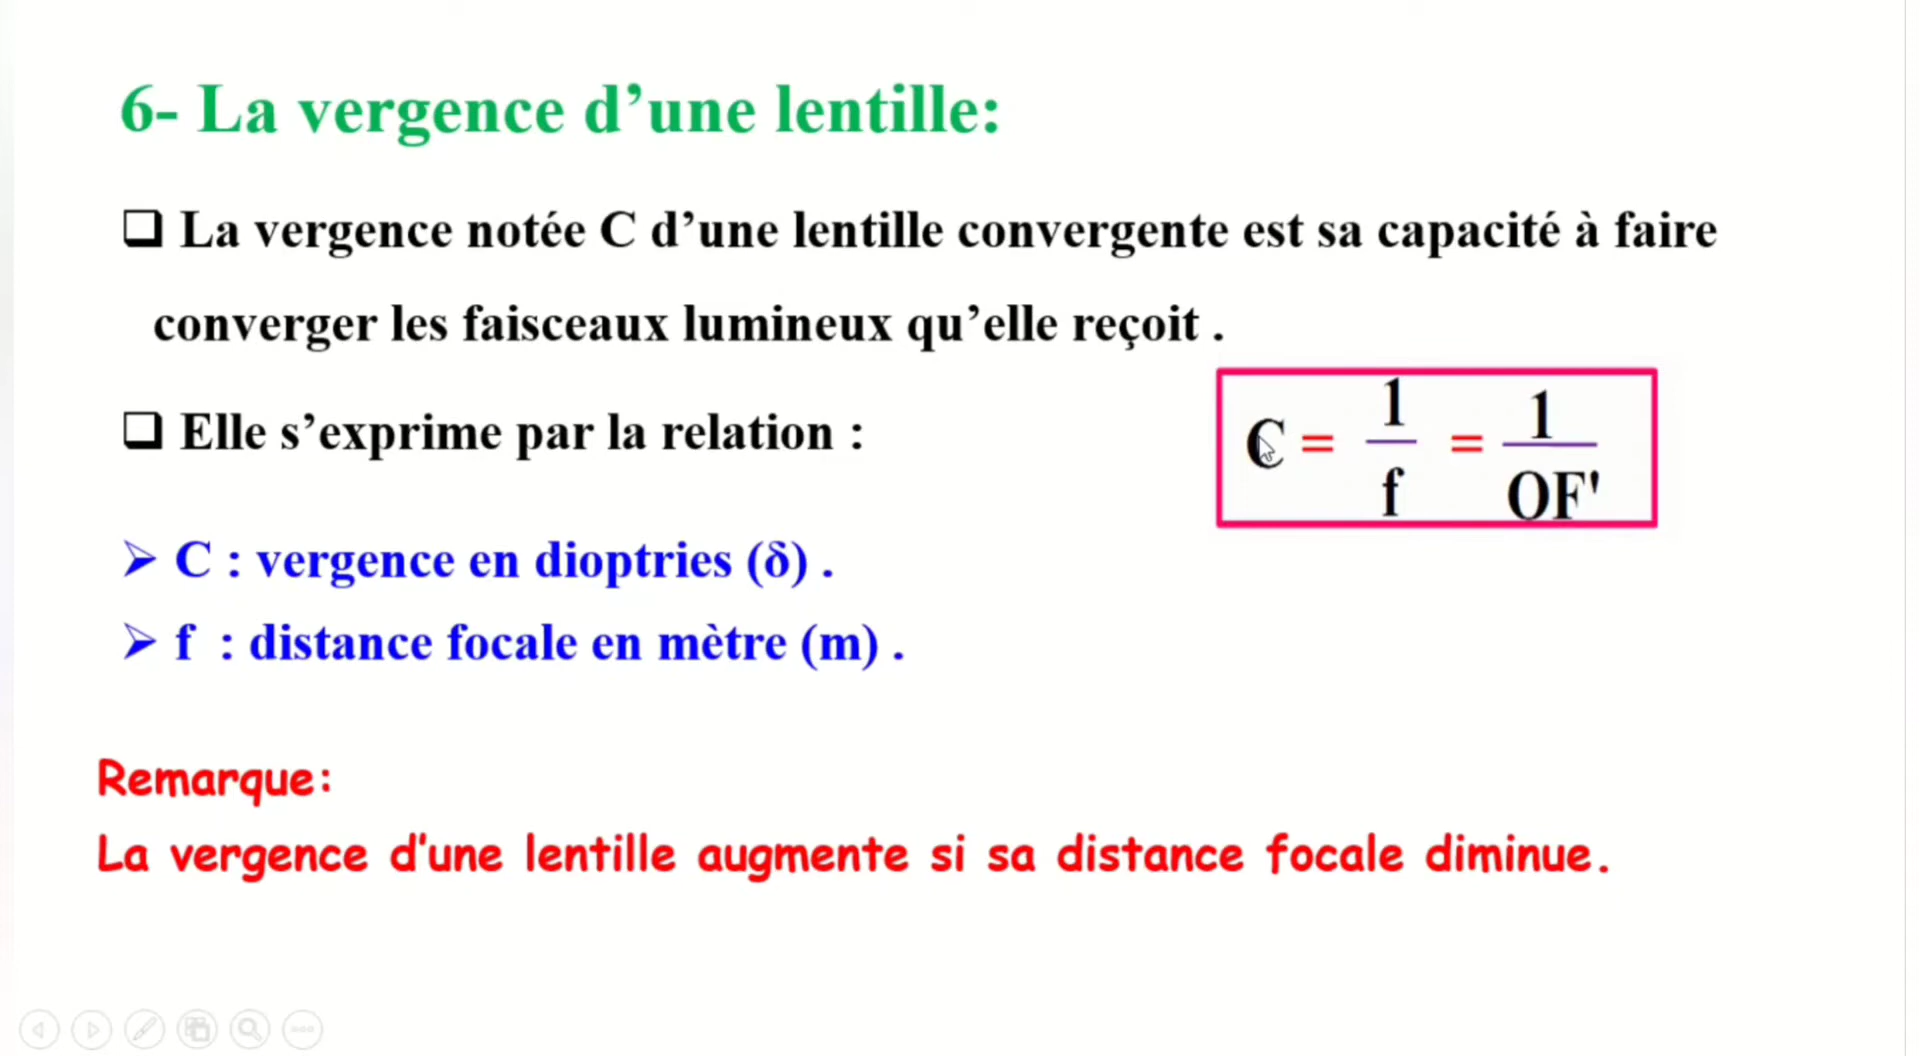 6- La vergence d’une lentille:
❑ La vergence notée C d’une lentille convergente est sa capacité à faire
converger les faisceaux lumineux qu’elle reçoit .
❑ Elle s’exprime par la relation :
C = 1/f = 1/OF'
➢ C : vergence en dioptries (δ) .
➢ f : distance focale en mètre (m) .
Remarque:
La vergence d’une lentille augmente si sa distance focale diminue.